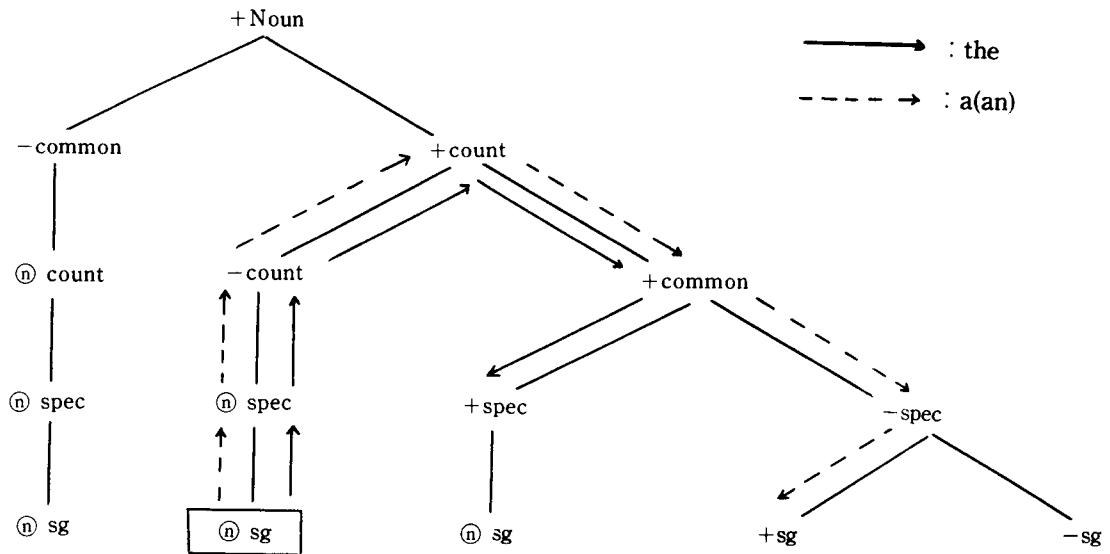 +Noun
: the
: a(an)
−common
+count
ⓝ count
−count
+common
ⓝ spec
ⓝ spec
+spec
−spec
ⓝ sg
ⓝ sg
ⓝ sg
+sg
−sg